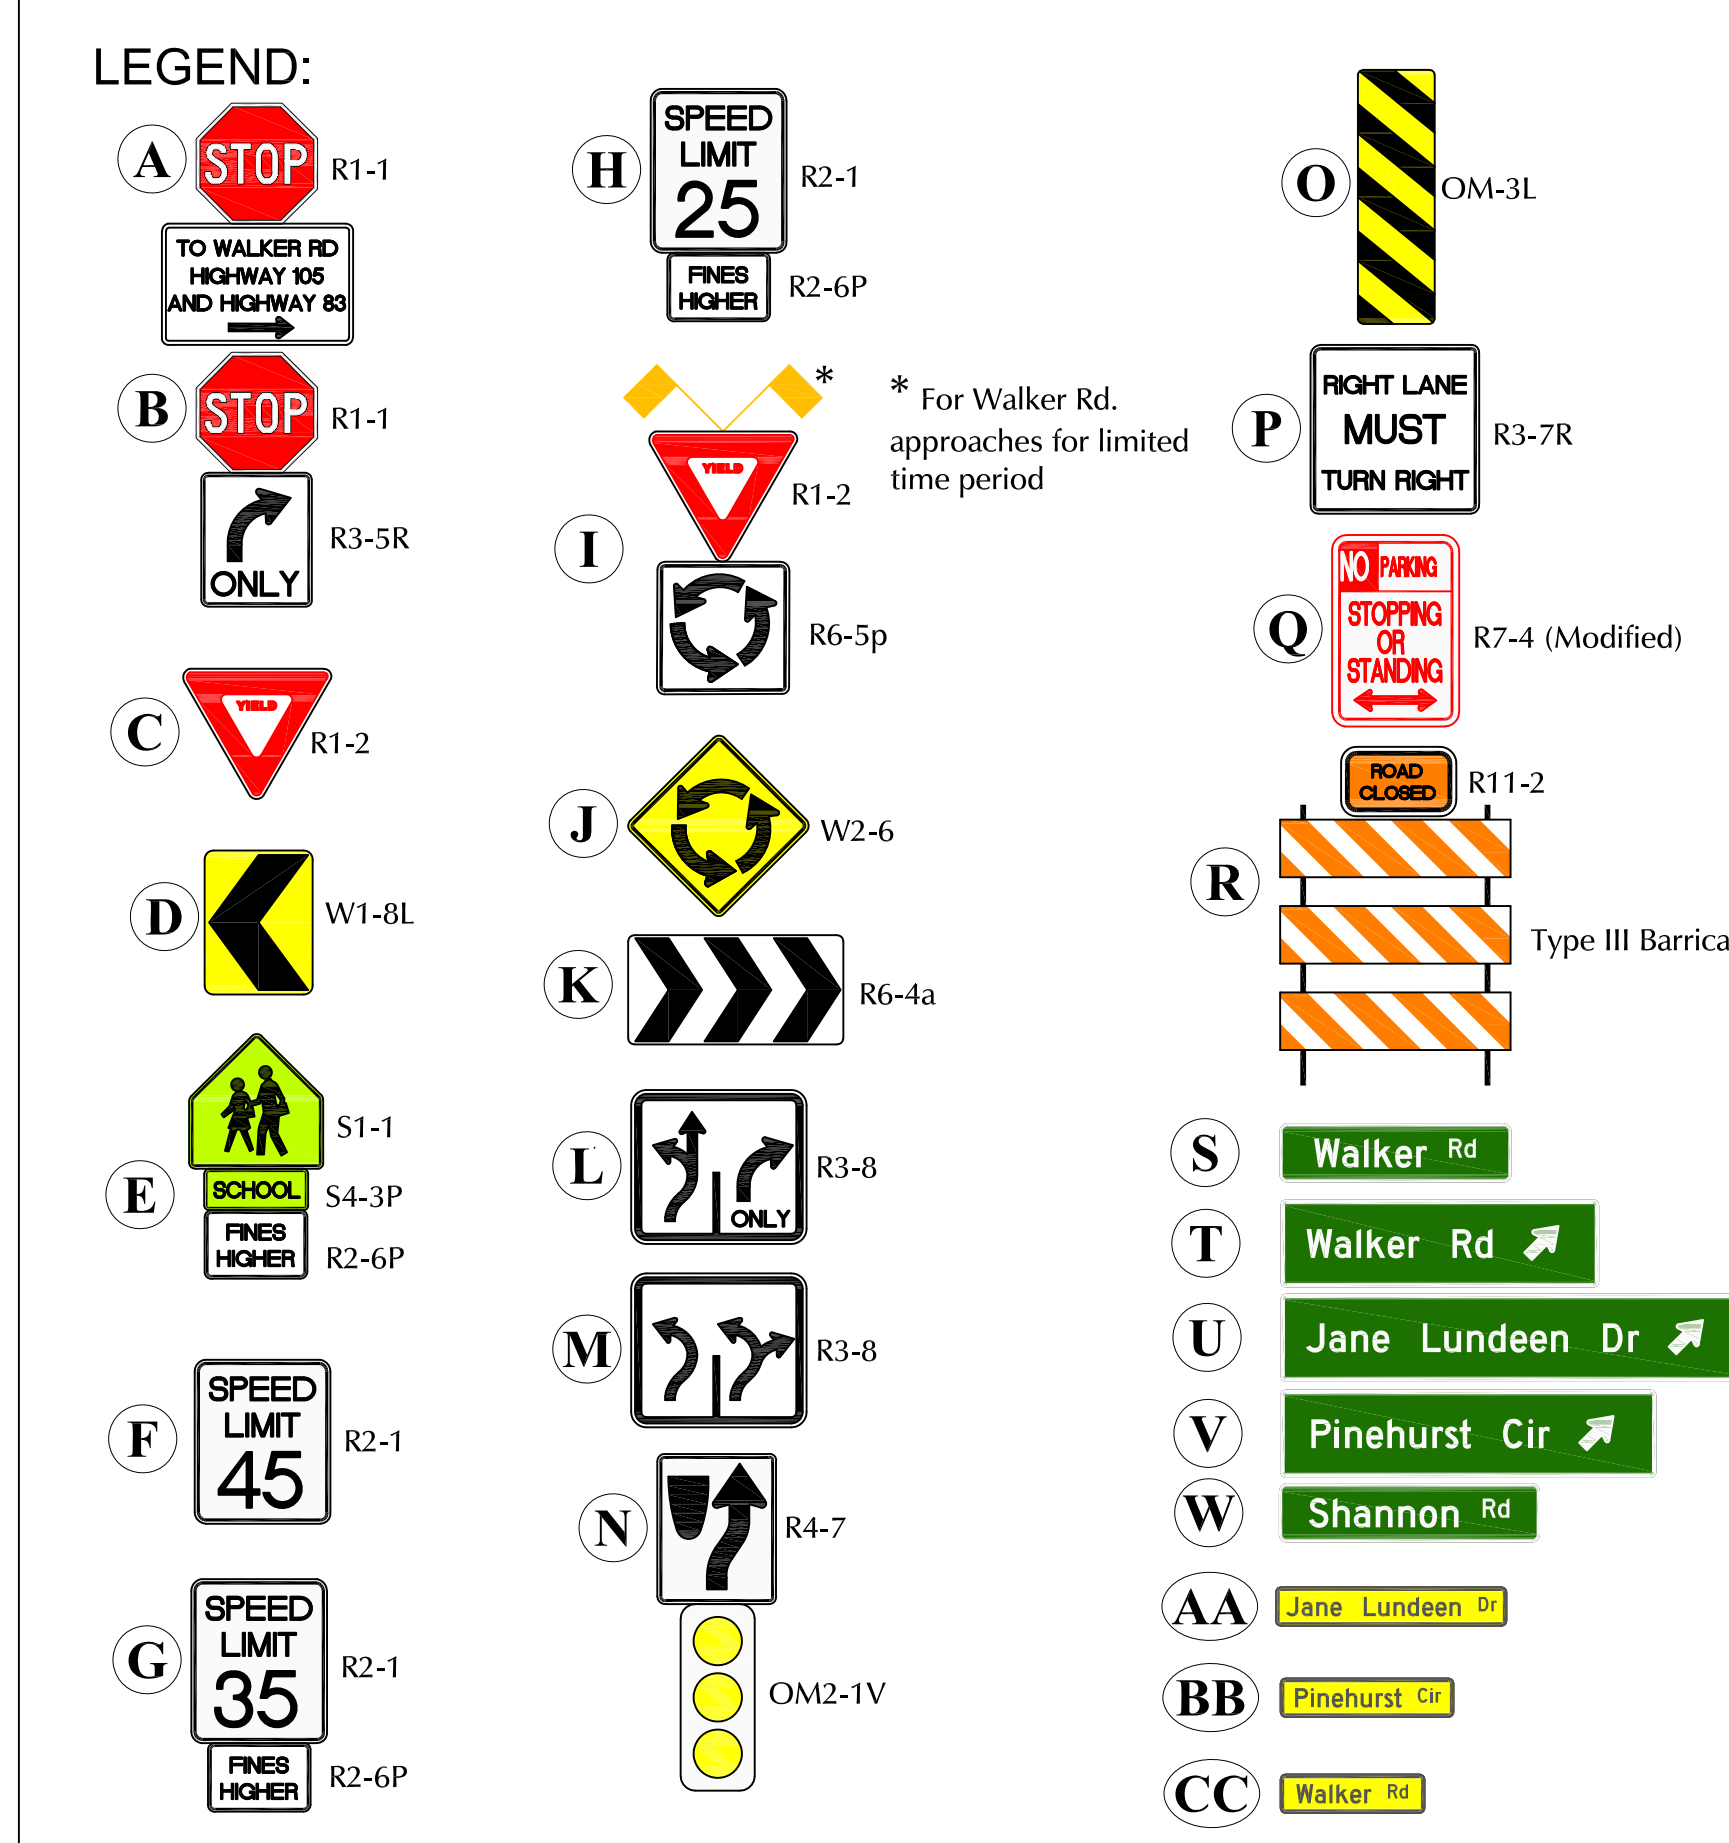 LEGEND:
A
STOP
R1-1
TO WALKER RD
HIGHWAY 105
AND HIGHWAY 83
B
STOP
R1-1
R3-5R
ONLY
C
YIELD
R1-2
D
W1-8L
E
S1-1
SCHOOL
S4-3P
FINES
HIGHER
R2-6P
F
SPEED
LIMIT
45
R2-1
G
SPEED
LIMIT
35
R2-1
FINES
HIGHER
R2-6P
H
SPEED
LIMIT
25
R2-1
FINES
HIGHER
R2-6P
*
* For Walker Rd.
approaches for limited
time period
I
YIELD
R1-2
R6-5p
J
W2-6
K
R6-4a
L
ONLY
R3-8
M
R3-8
N
R4-7
OM2-1V
O
OM-3L
P
RIGHT LANE
MUST
TURN RIGHT
R3-7R
Q
NO PARKING
STOPPING
OR
STANDING
R7-4 (Modified)
R
ROAD
CLOSED
R11-2
Type III Barrica
S
Walker Rd
T
Walker Rd
U
Jane Lundeen Dr
V
Pinehurst Cir
W
Shannon Rd
AA
Jane Lundeen Dr
BB
Pinehurst Cir
CC
Walker Rd